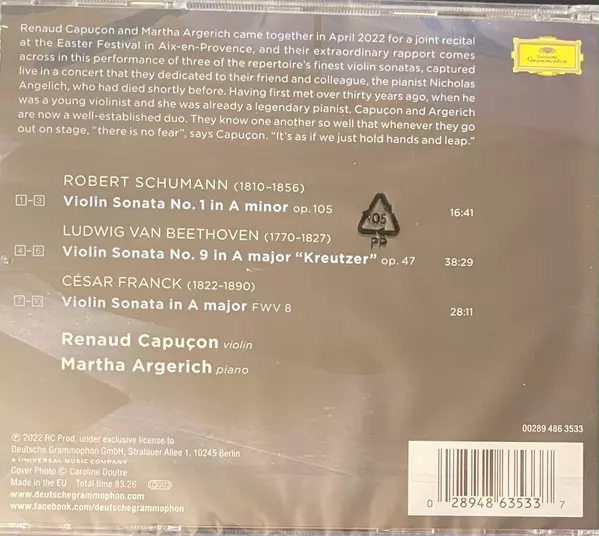 Renaud Capuçon and Martha Argerich came together in April 2022 for a joint recital
at the Easter Festival in Aix-en-Provence, and their extraordinary rapport comes
across in this performance of three of the repertoire's finest violin sonatas, captured
live in a concert that they dedicated to their friend and colleague, the pianist Nicholas
Angelich, who had died shortly before. Having first met over thirty years ago, when he
was a young violinist and she was already a legendary pianist, Capuçon and Argerich
are now a well-established duo. They know one another so well that whenever they go
out on stage, "there is no fear", says Capuçon. "It's as if we just hold hands and leap."
Deutsche
Grammophon
ROBERT SCHUMANN (1810–1856)
1–3 Violin Sonata No. 1 in A minor op. 105 16:41
05
PP
LUDWIG VAN BEETHOVEN (1770–1827)
4–6 Violin Sonata No. 9 in A major "Kreutzer" op. 47 38:29
CÉSAR FRANCK (1822–1890)
7– Violin Sonata in A major FWV 8 28:11
Renaud Capuçon violin
Martha Argerich piano
00289 486 3533
℗ 2022 RC Prod, under exclusive license to
Deutsche Grammophon GmbH, Stralauer Allee 1, 10245 Berlin
A UNIVERSAL MUSIC COMPANY
Cover Photo © Caroline Doutre
Made in the EU Total time 83.26
www.deutschegrammophon.com
www.facebook.com/deutschegrammophon
0 28948 63533 7